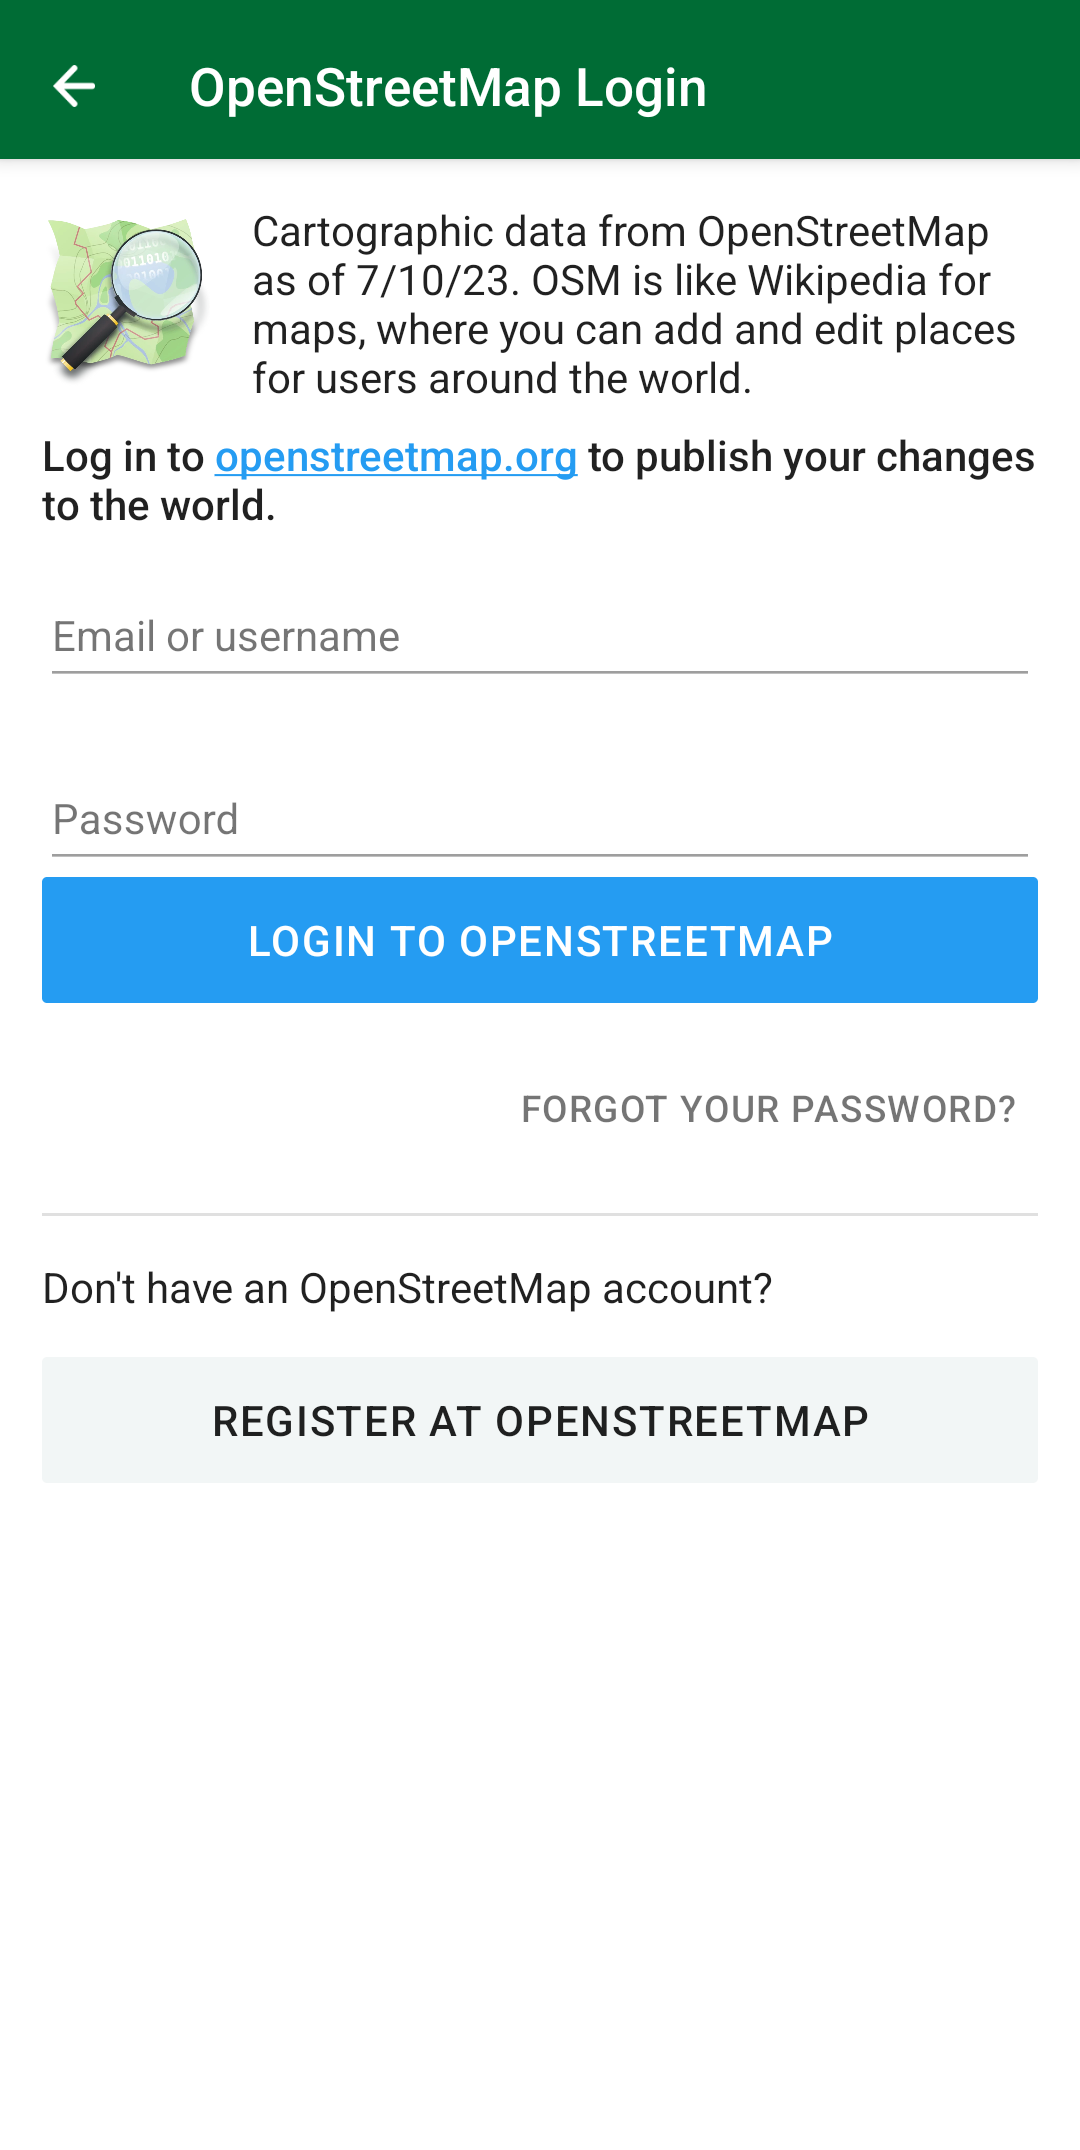 OpenStreetMap Login
Cartographic data from OpenStreetMap
as of 7/10/23. OSM is like Wikipedia for
maps, where you can add and edit places
for users around the world.
Log in to openstreetmap.org to publish your changes
to the world.
Email or username
Password
LOGIN TO OPENSTREETMAP
FORGOT YOUR PASSWORD?
Don't have an OpenStreetMap account?
REGISTER AT OPENSTREETMAP